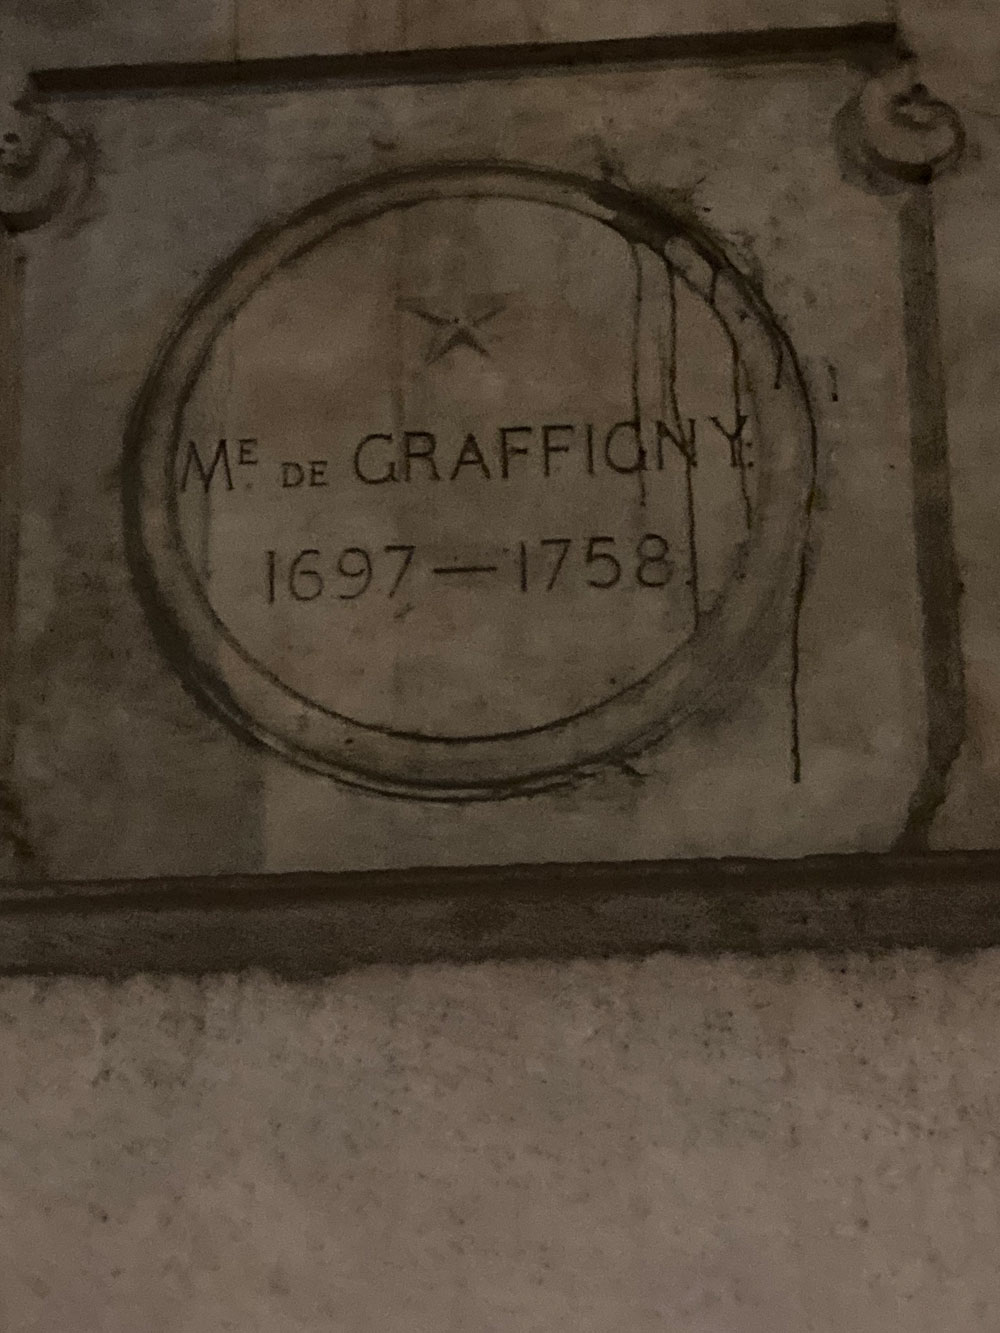 ME. DE GRAFFIGNY.
1697 — 1758.